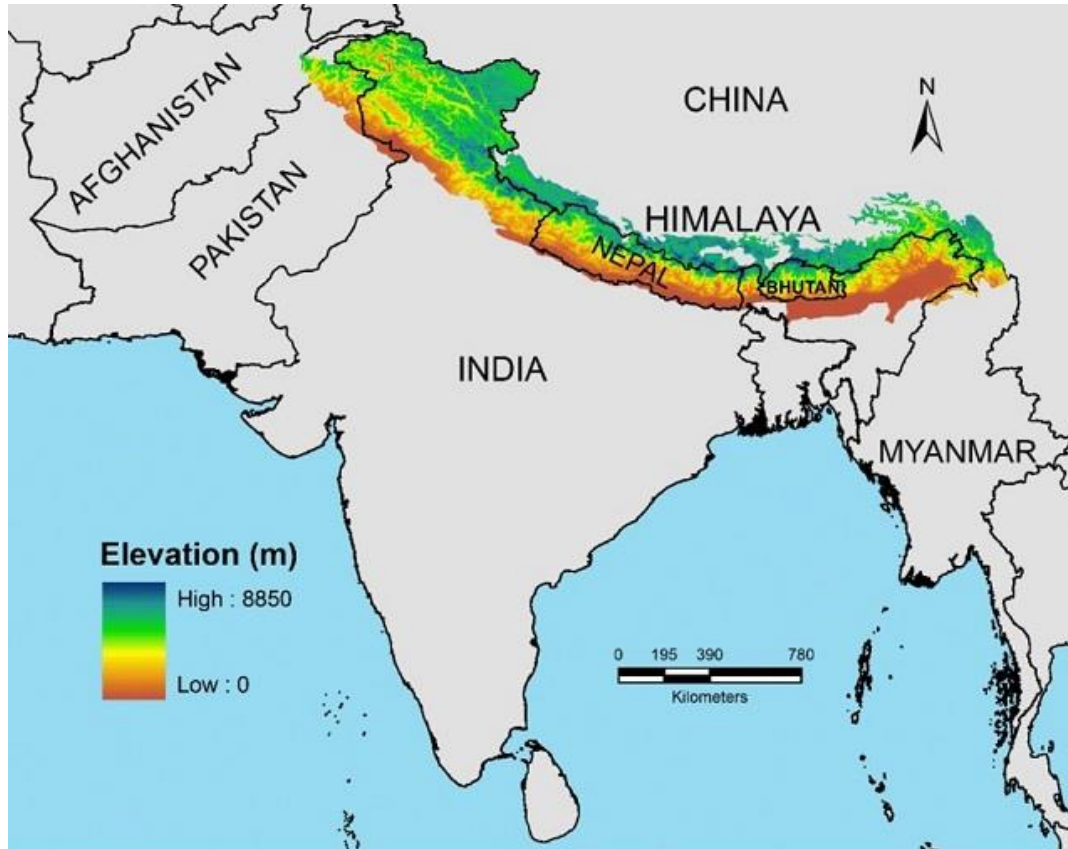 AFGHANISTAN
PAKISTAN
CHINA
N
HIMALAYA
NEPAL
BHUTAN
INDIA
MYANMAR
Elevation (m)
High : 8850
Low : 0
0 195 390 780
Kilometers